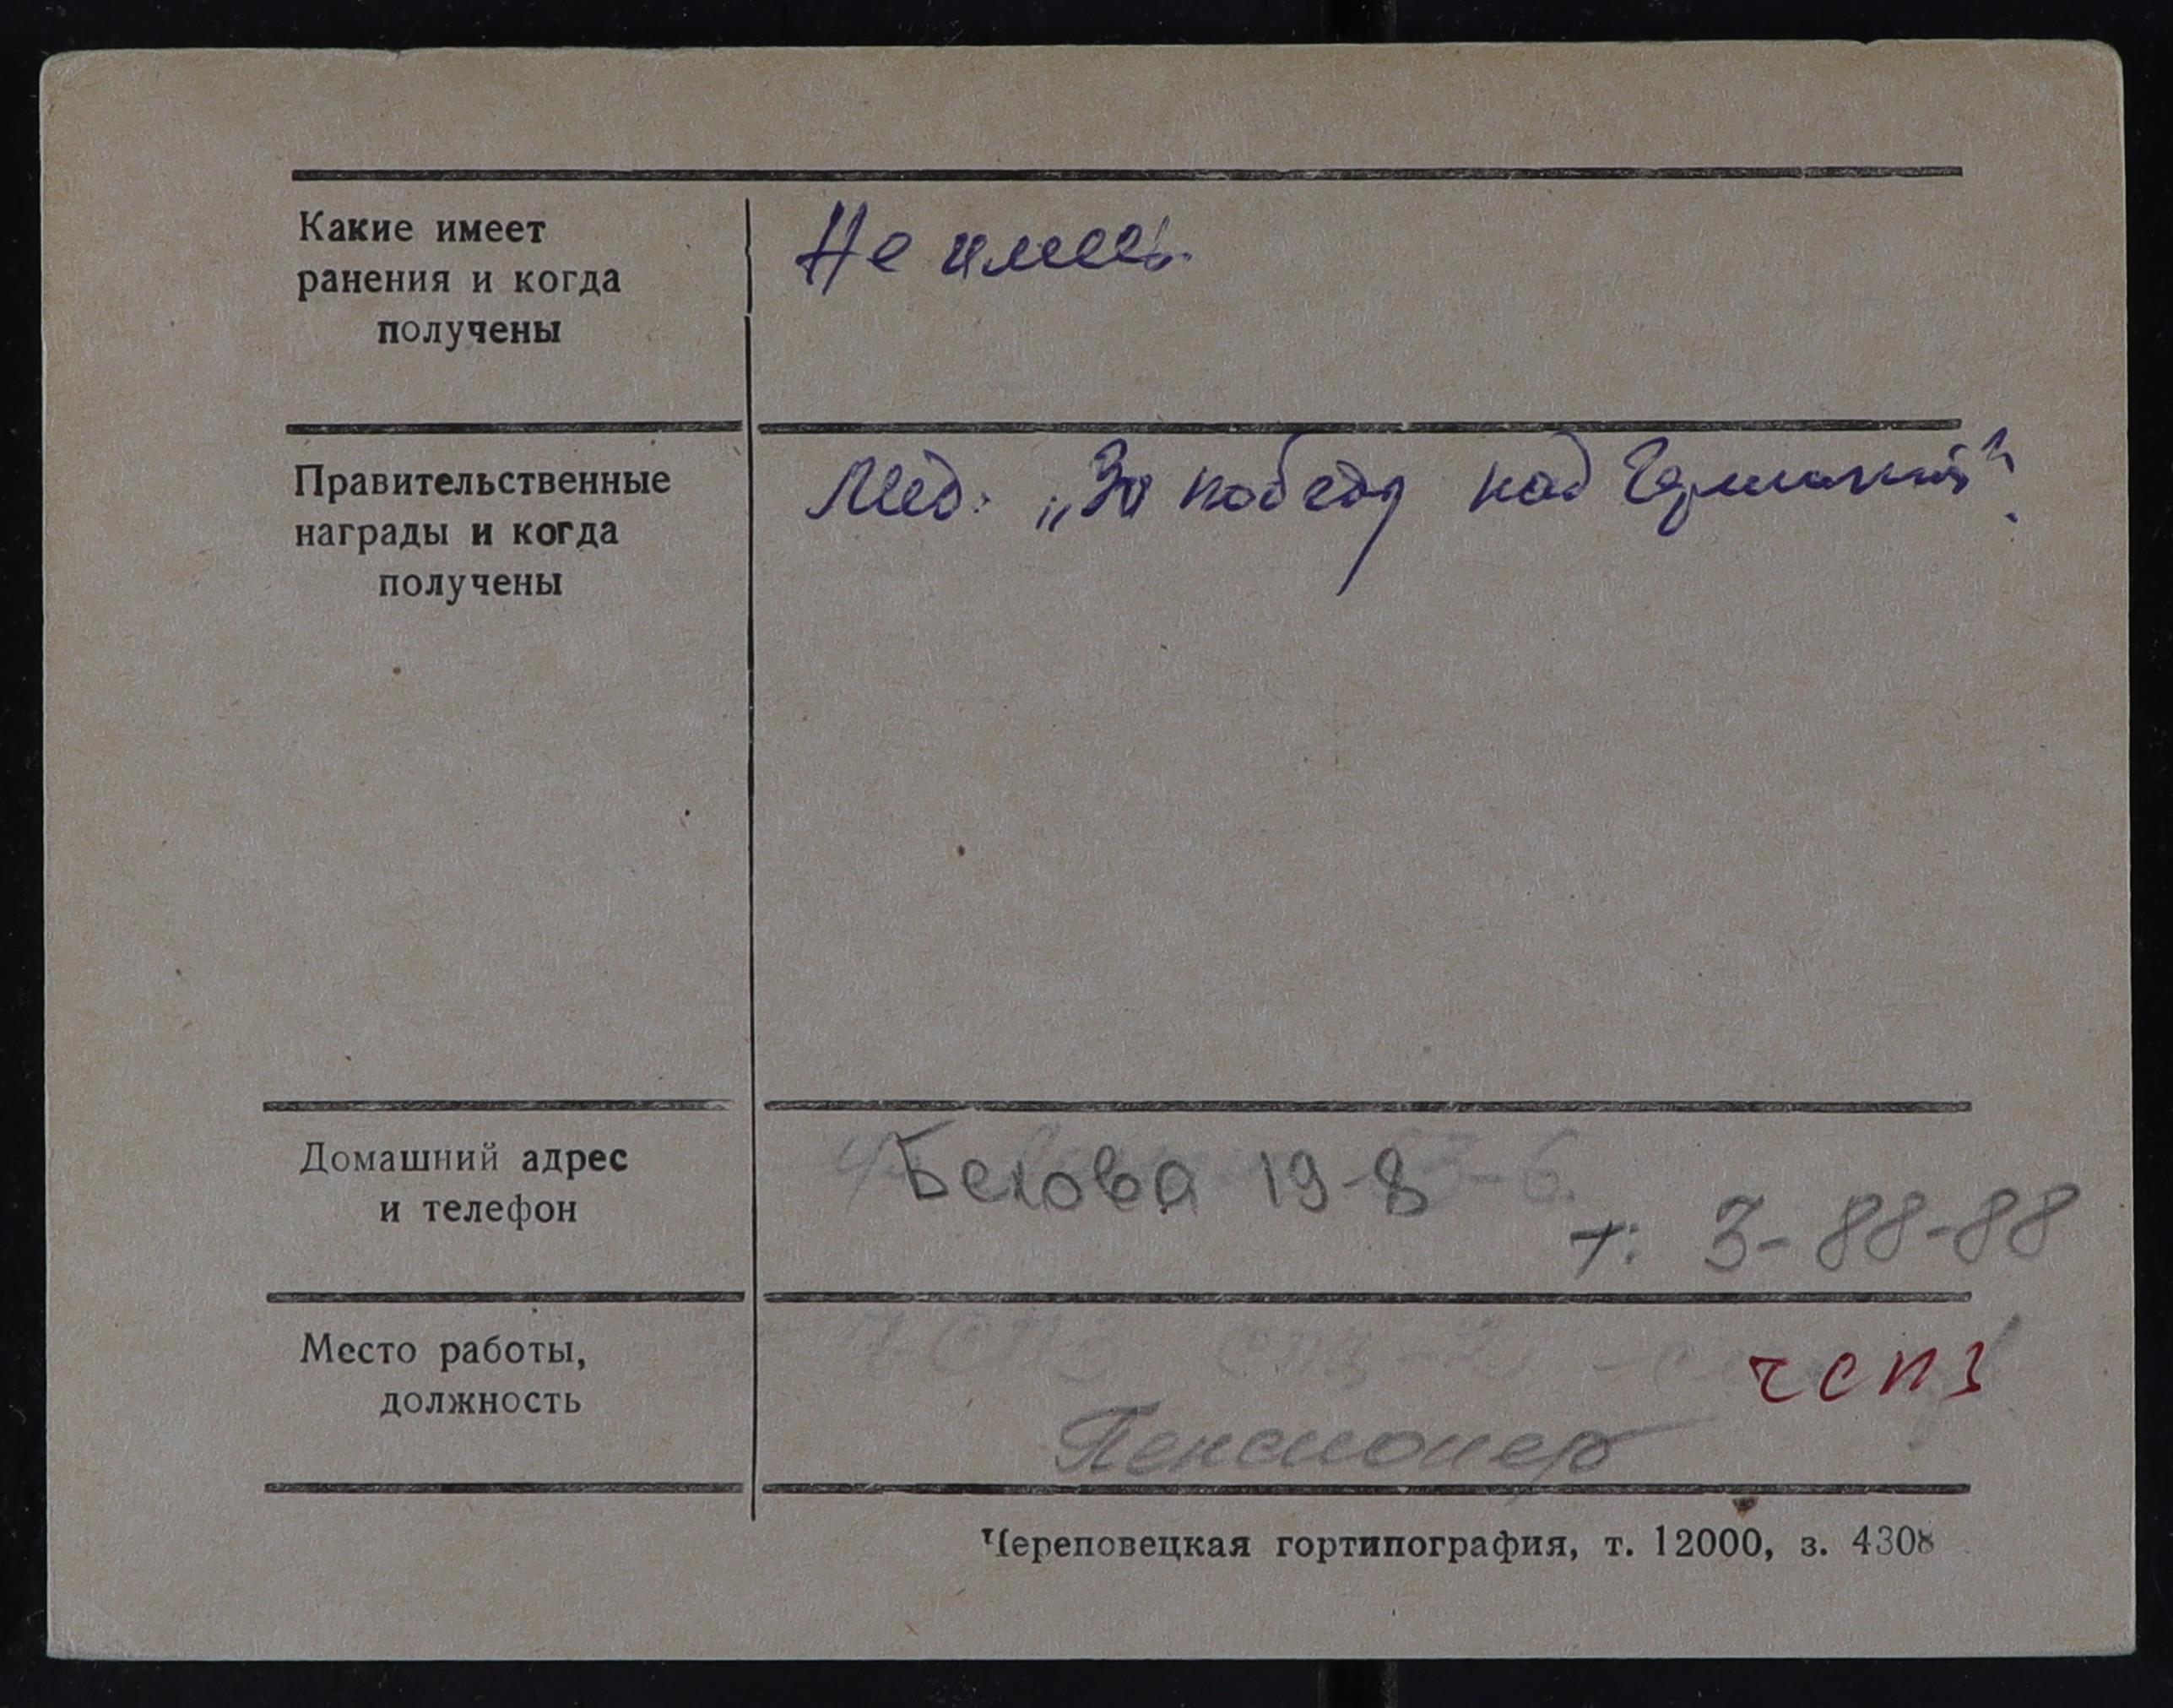 Какие имеет
ранения и когда
получены
Не имеет.
Правительственные
награды и когда
получены
Мед. „За победу над Германией“.
Домашний адрес
и телефон
Белова 19-8
т: 3-88-88
Место работы,
должность
чспз
Пенсионер
Череповецкая гортипография, т. 12000, з. 4308